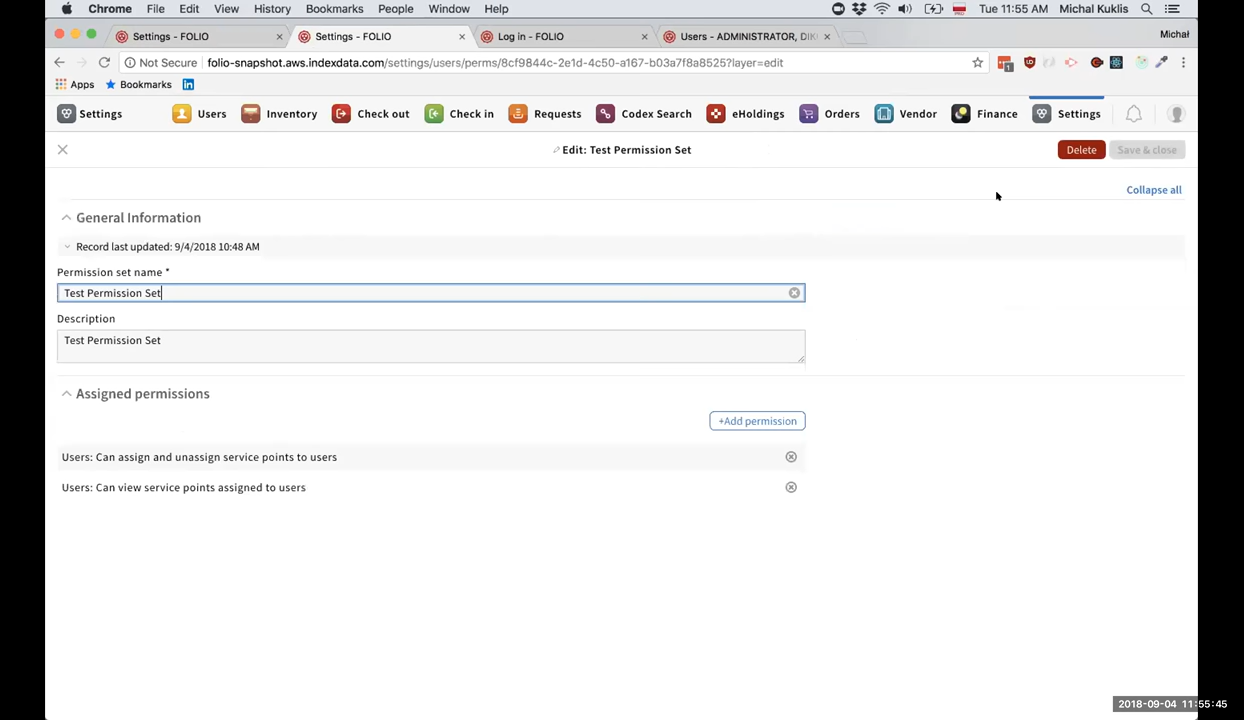 Chrome File Edit View History Bookmarks People Window Help Tue 11:55 AM Michal Kuklis
Settings - FOLIO × Settings - FOLIO × Log in - FOLIO × Users - ADMINISTRATOR, DIK × Michał
Not Secure folio-snapshot.aws.indexdata.com/settings/users/perms/8cf9844c-2e1d-4c50-a167-b03a7f8a8525?layer=edit
Apps Bookmarks
Settings Users Inventory Check out Check in Requests Codex Search eHoldings Orders Vendor Finance Settings
Edit: Test Permission Set Delete Save & close
Collapse all
General Information
Record last updated: 9/4/2018 10:48 AM
Permission set name *
Test Permission Set
Description
Test Permission Set
Assigned permissions
+Add permission
Users: Can assign and unassign service points to users
Users: Can view service points assigned to users
2018-09-04 11:55:45